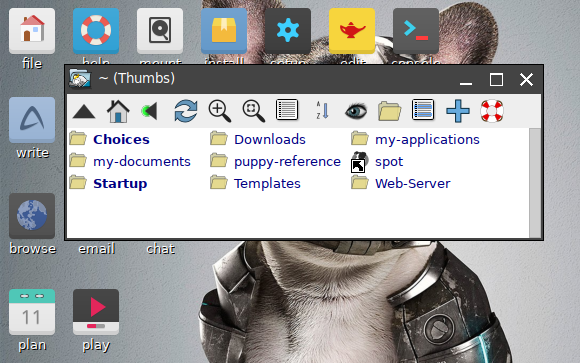 file help mount install setup edit console
~ (Thumbs)
Choices Downloads my-applications
my-documents puppy-reference spot
Startup Templates Web-Server
write
browse email chat
11
plan play